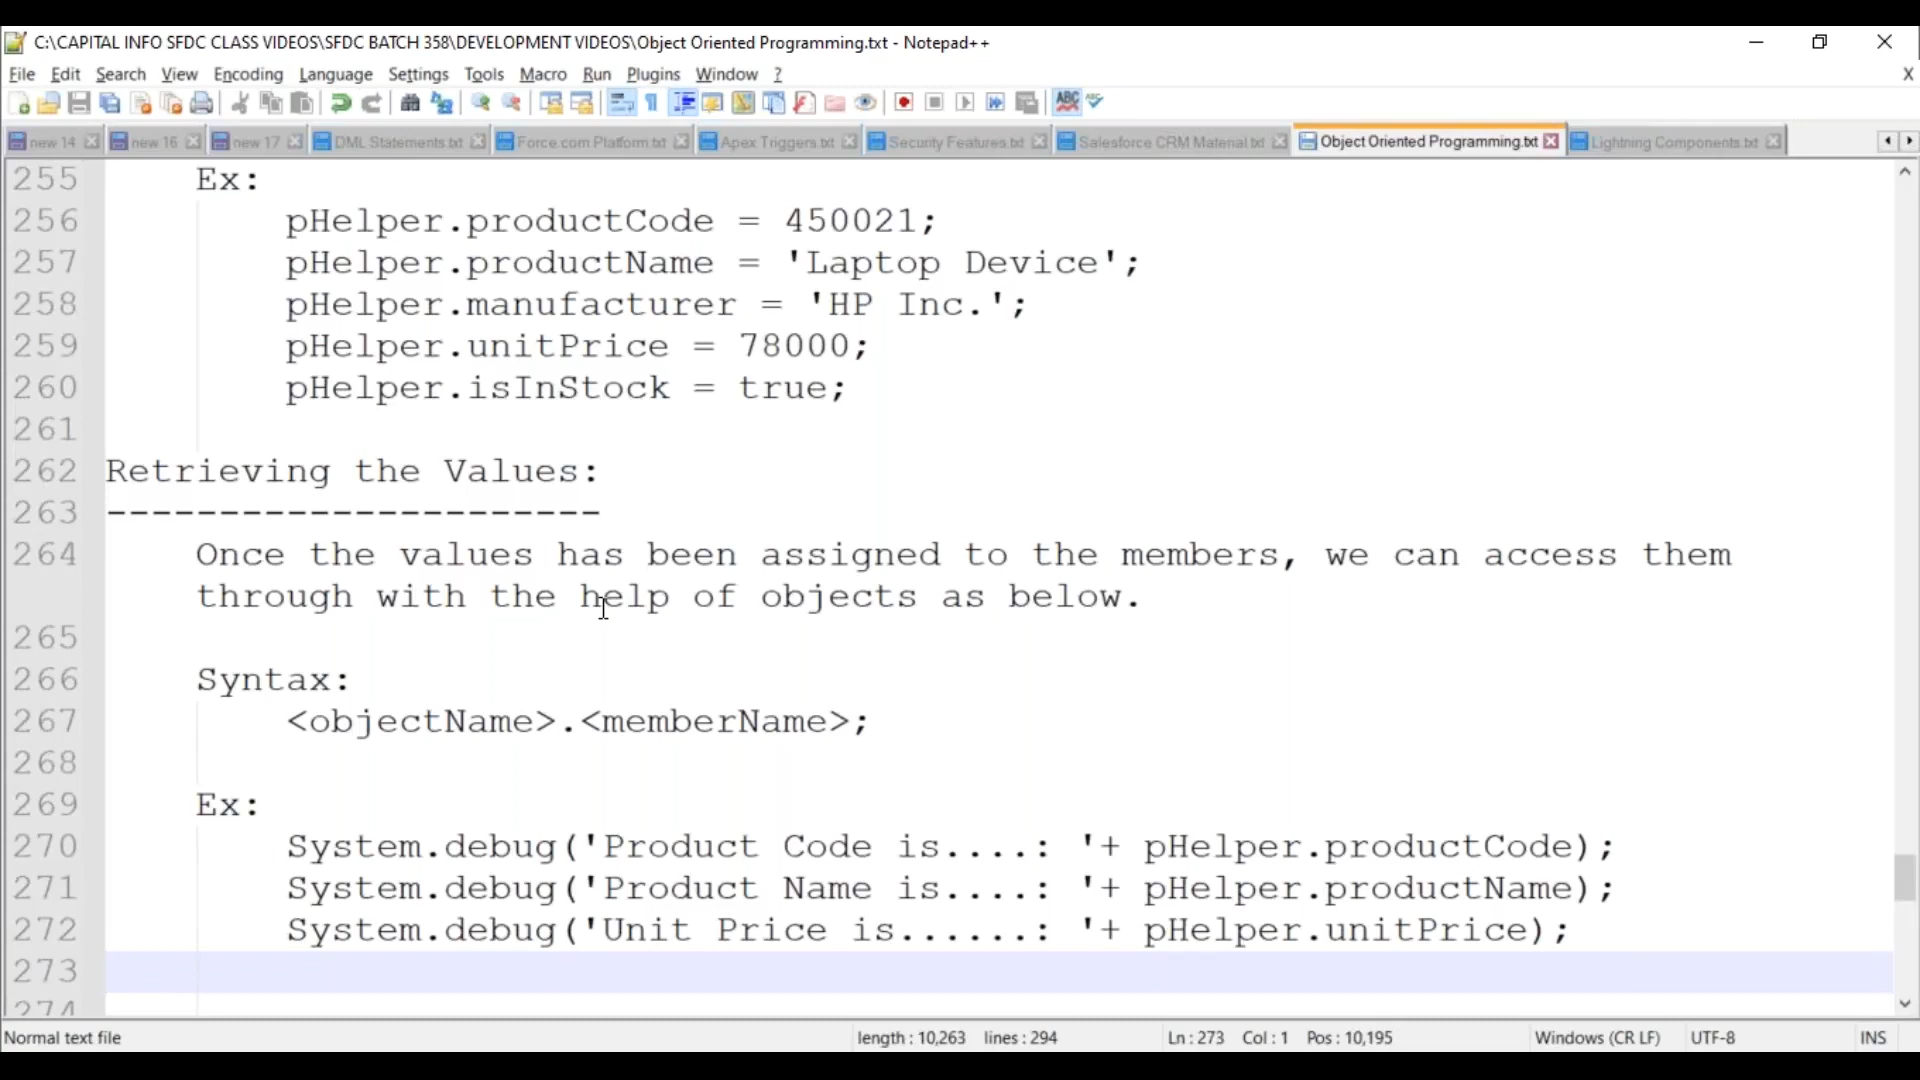 C:\CAPITAL INFO SFDC CLASS VIDEOS\SFDC BATCH 358\DEVELOPMENT VIDEOS\Object Oriented Programming.txt - Notepad++
File Edit Search View Encoding Language Settings Tools Macro Run Plugins Window ? X
new 14 new 16 new 17 DML Statements.txt Force.com Platform.txt Apex Triggers.txt Security Features.txt Salesforce CRM Material.txt Object Oriented Programming.txt Lightning Components.txt
255 Ex:
256 pHelper.productCode = 450021;
257 pHelper.productName = 'Laptop Device';
258 pHelper.manufacturer = 'HP Inc.';
259 pHelper.unitPrice = 78000;
260 pHelper.isInStock = true;
261
262 Retrieving the Values:
263 ----------------------
264 Once the values has been assigned to the members, we can access them
through with the help of objects as below.
265
266 Syntax:
267 <objectName>.<memberName>;
268
269 Ex:
270 System.debug('Product Code is....: '+ pHelper.productCode);
271 System.debug('Product Name is....: '+ pHelper.productName);
272 System.debug('Unit Price is......: '+ pHelper.unitPrice);
273
274
Normal text file length : 10,263 lines : 294 Ln : 273 Col : 1 Pos : 10,195 Windows (CR LF) UTF-8 INS